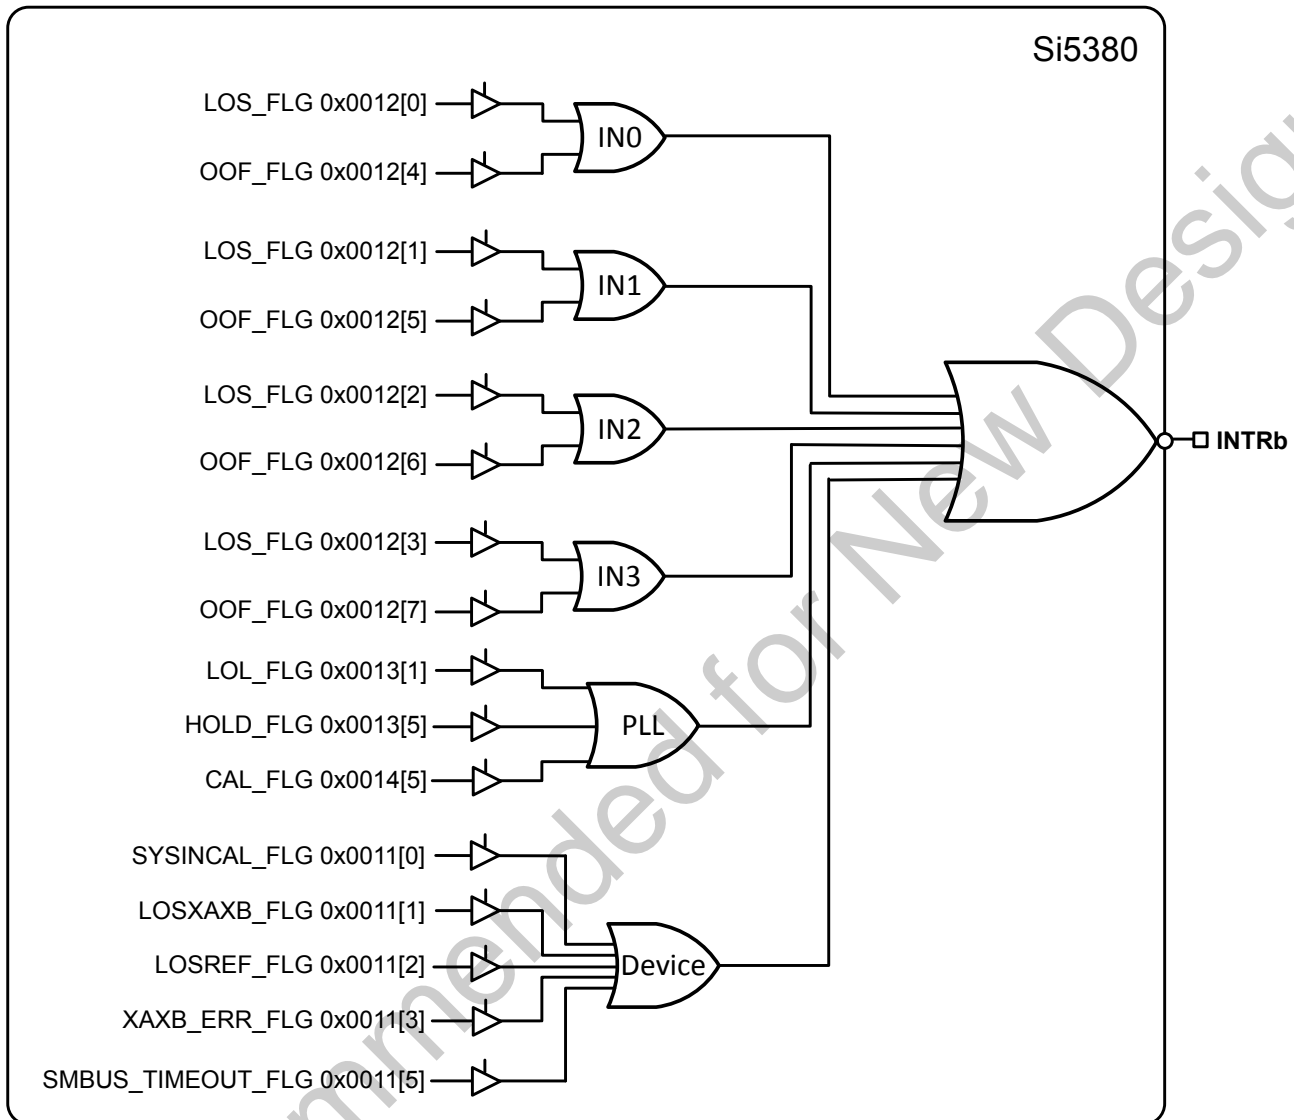 Si5380
LOS_FLG 0x0012[0]
IN0
OOF_FLG 0x0012[4]
LOS_FLG 0x0012[1]
IN1
OOF_FLG 0x0012[5]
LOS_FLG 0x0012[2]
IN2
OOF_FLG 0x0012[6]
INTRb
LOS_FLG 0x0012[3]
IN3
OOF_FLG 0x0012[7]
LOL_FLG 0x0013[1]
HOLD_FLG 0x0013[5]
PLL
CAL_FLG 0x0014[5]
SYSINCAL_FLG 0x0011[0]
LOSXAXB_FLG 0x0011[1]
LOSREF_FLG 0x0011[2]
Device
XAXB_ERR_FLG 0x0011[3]
SMBUS_TIMEOUT_FLG 0x0011[5]
mmended for New Desig